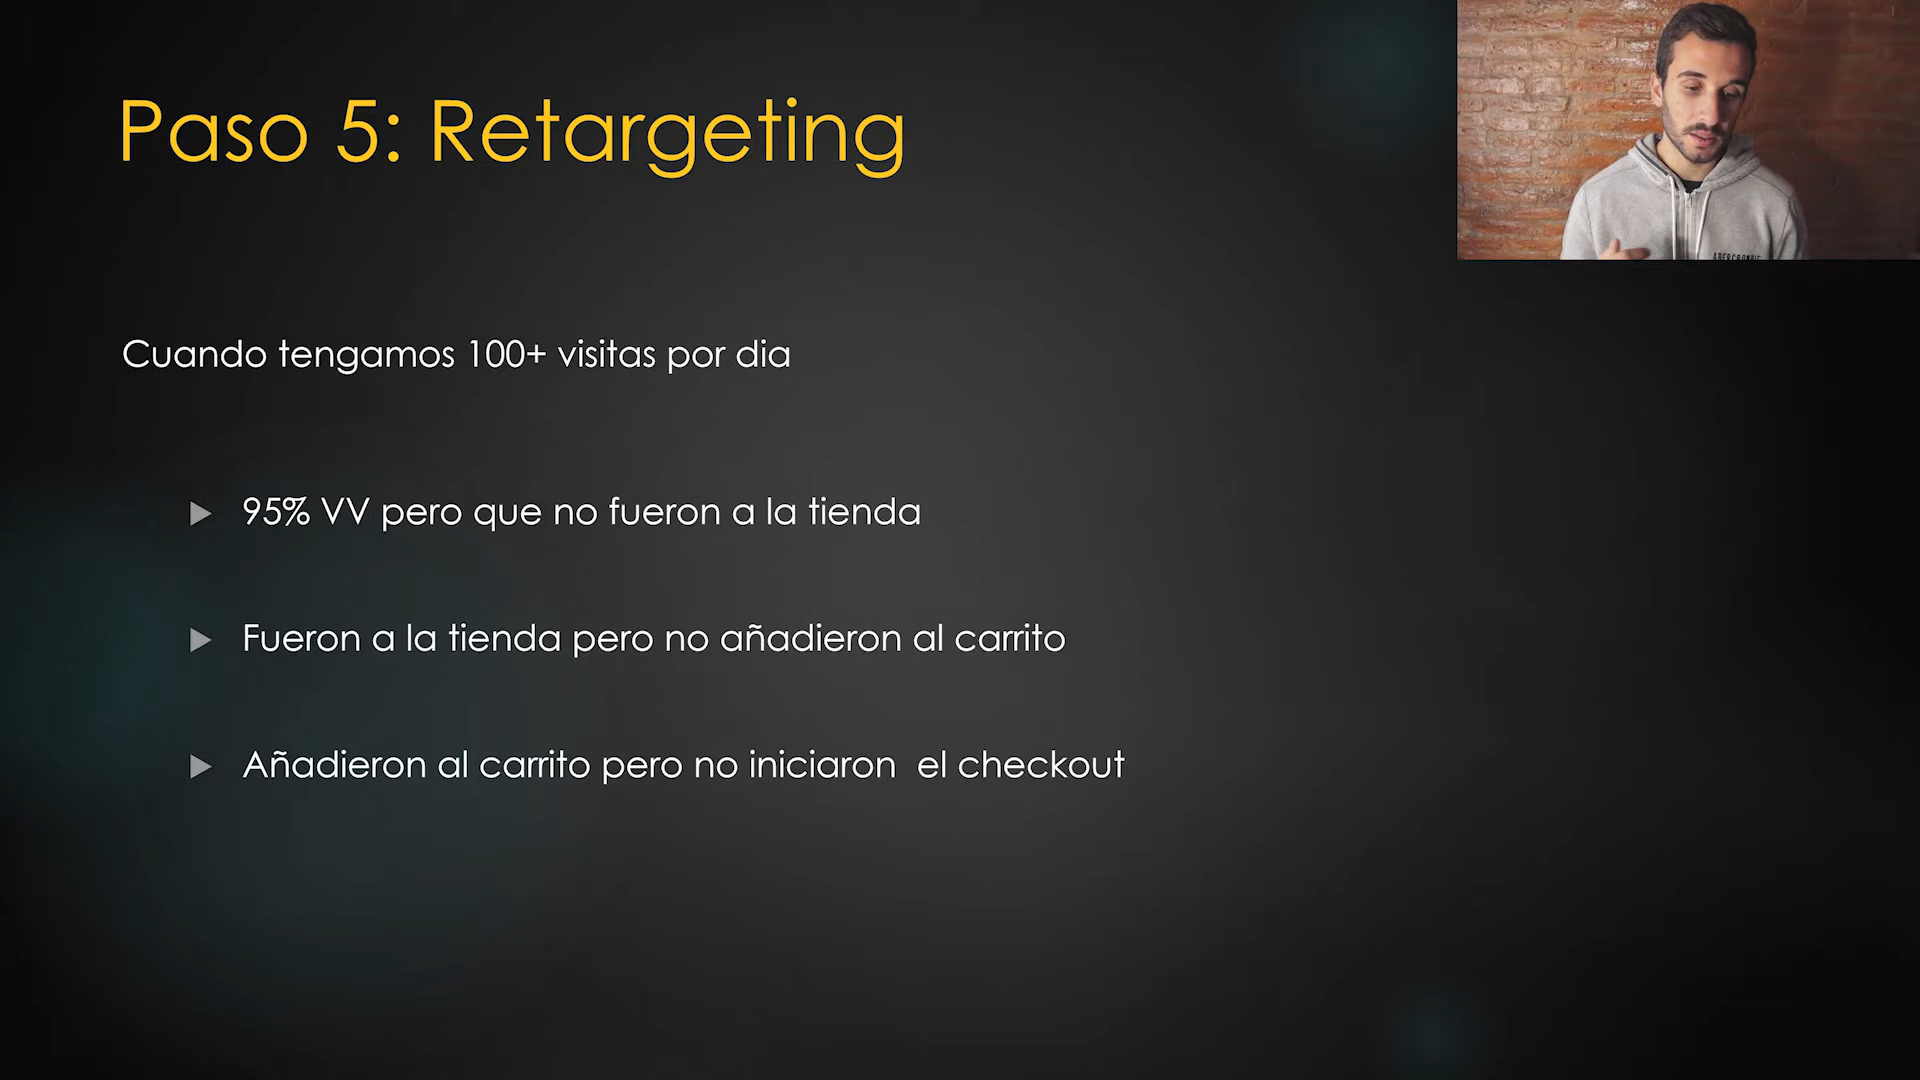 Paso 5: Retargeting
Cuando tengamos 100+ visitas por dia
95% VV pero que no fueron a la tienda
Fueron a la tienda pero no añadieron al carrito
Añadieron al carrito pero no iniciaron  el checkout
ABERCROMBIE